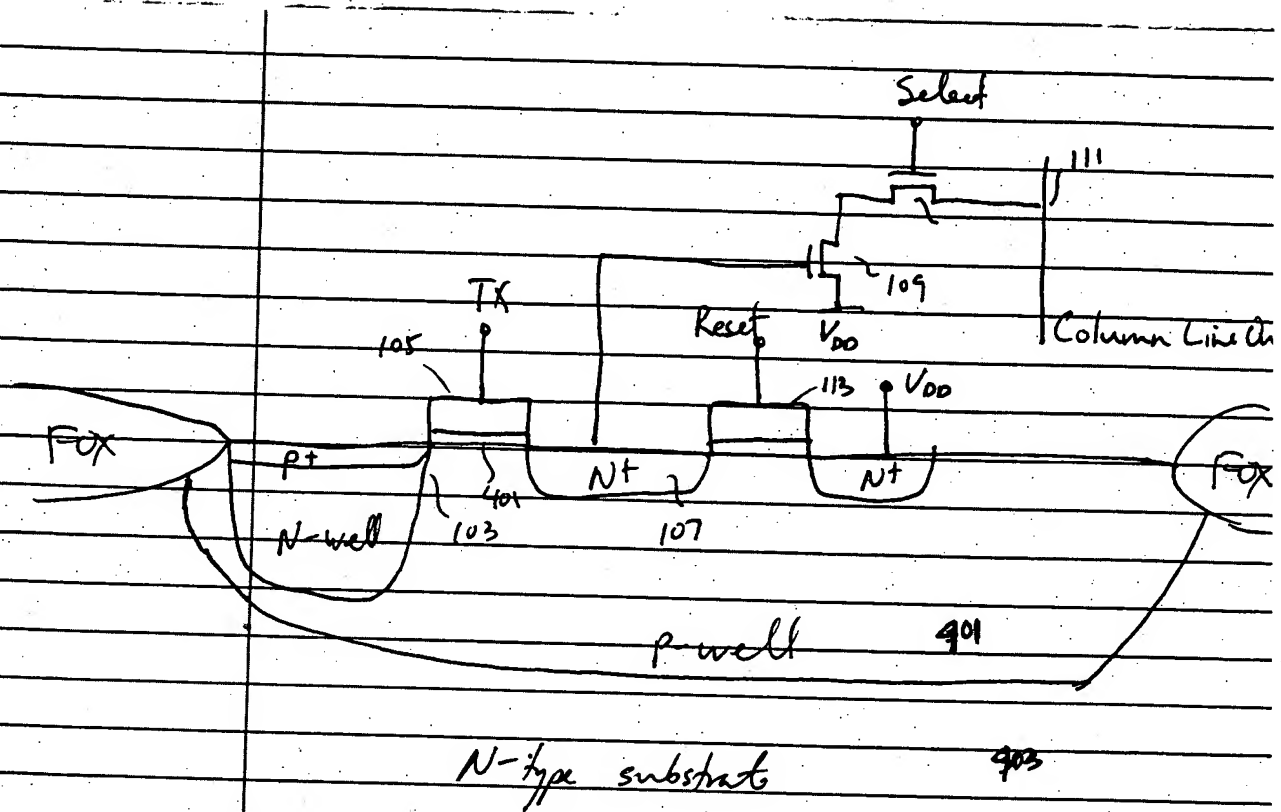 Select
111
109
TX
Reset
VDD
Column Line
105
113
VDD
FOX
P+
N+
N+
FOX
401
103
107
N-well
P-well 401
N-type substrate 403